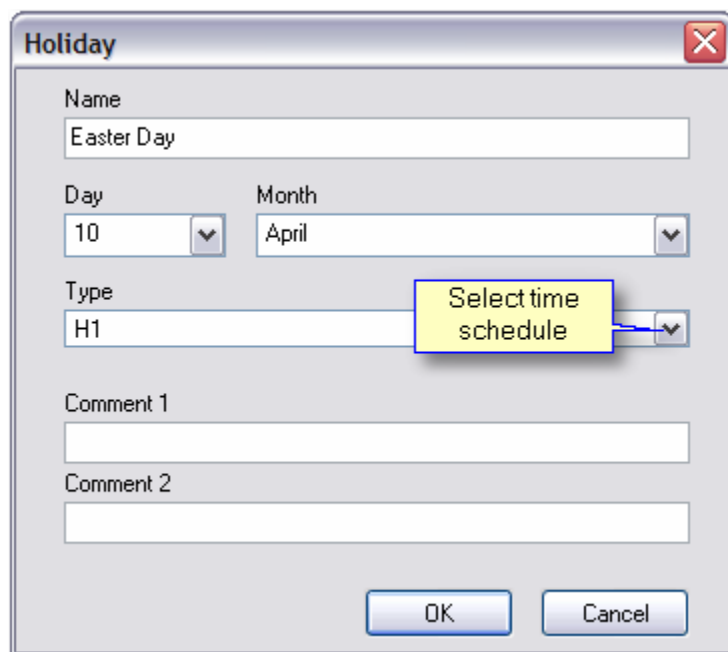 Holiday
Name
Easter Day
Day Month
10 April
Type
H1
Select time
schedule
Comment 1
Comment 2
OK Cancel